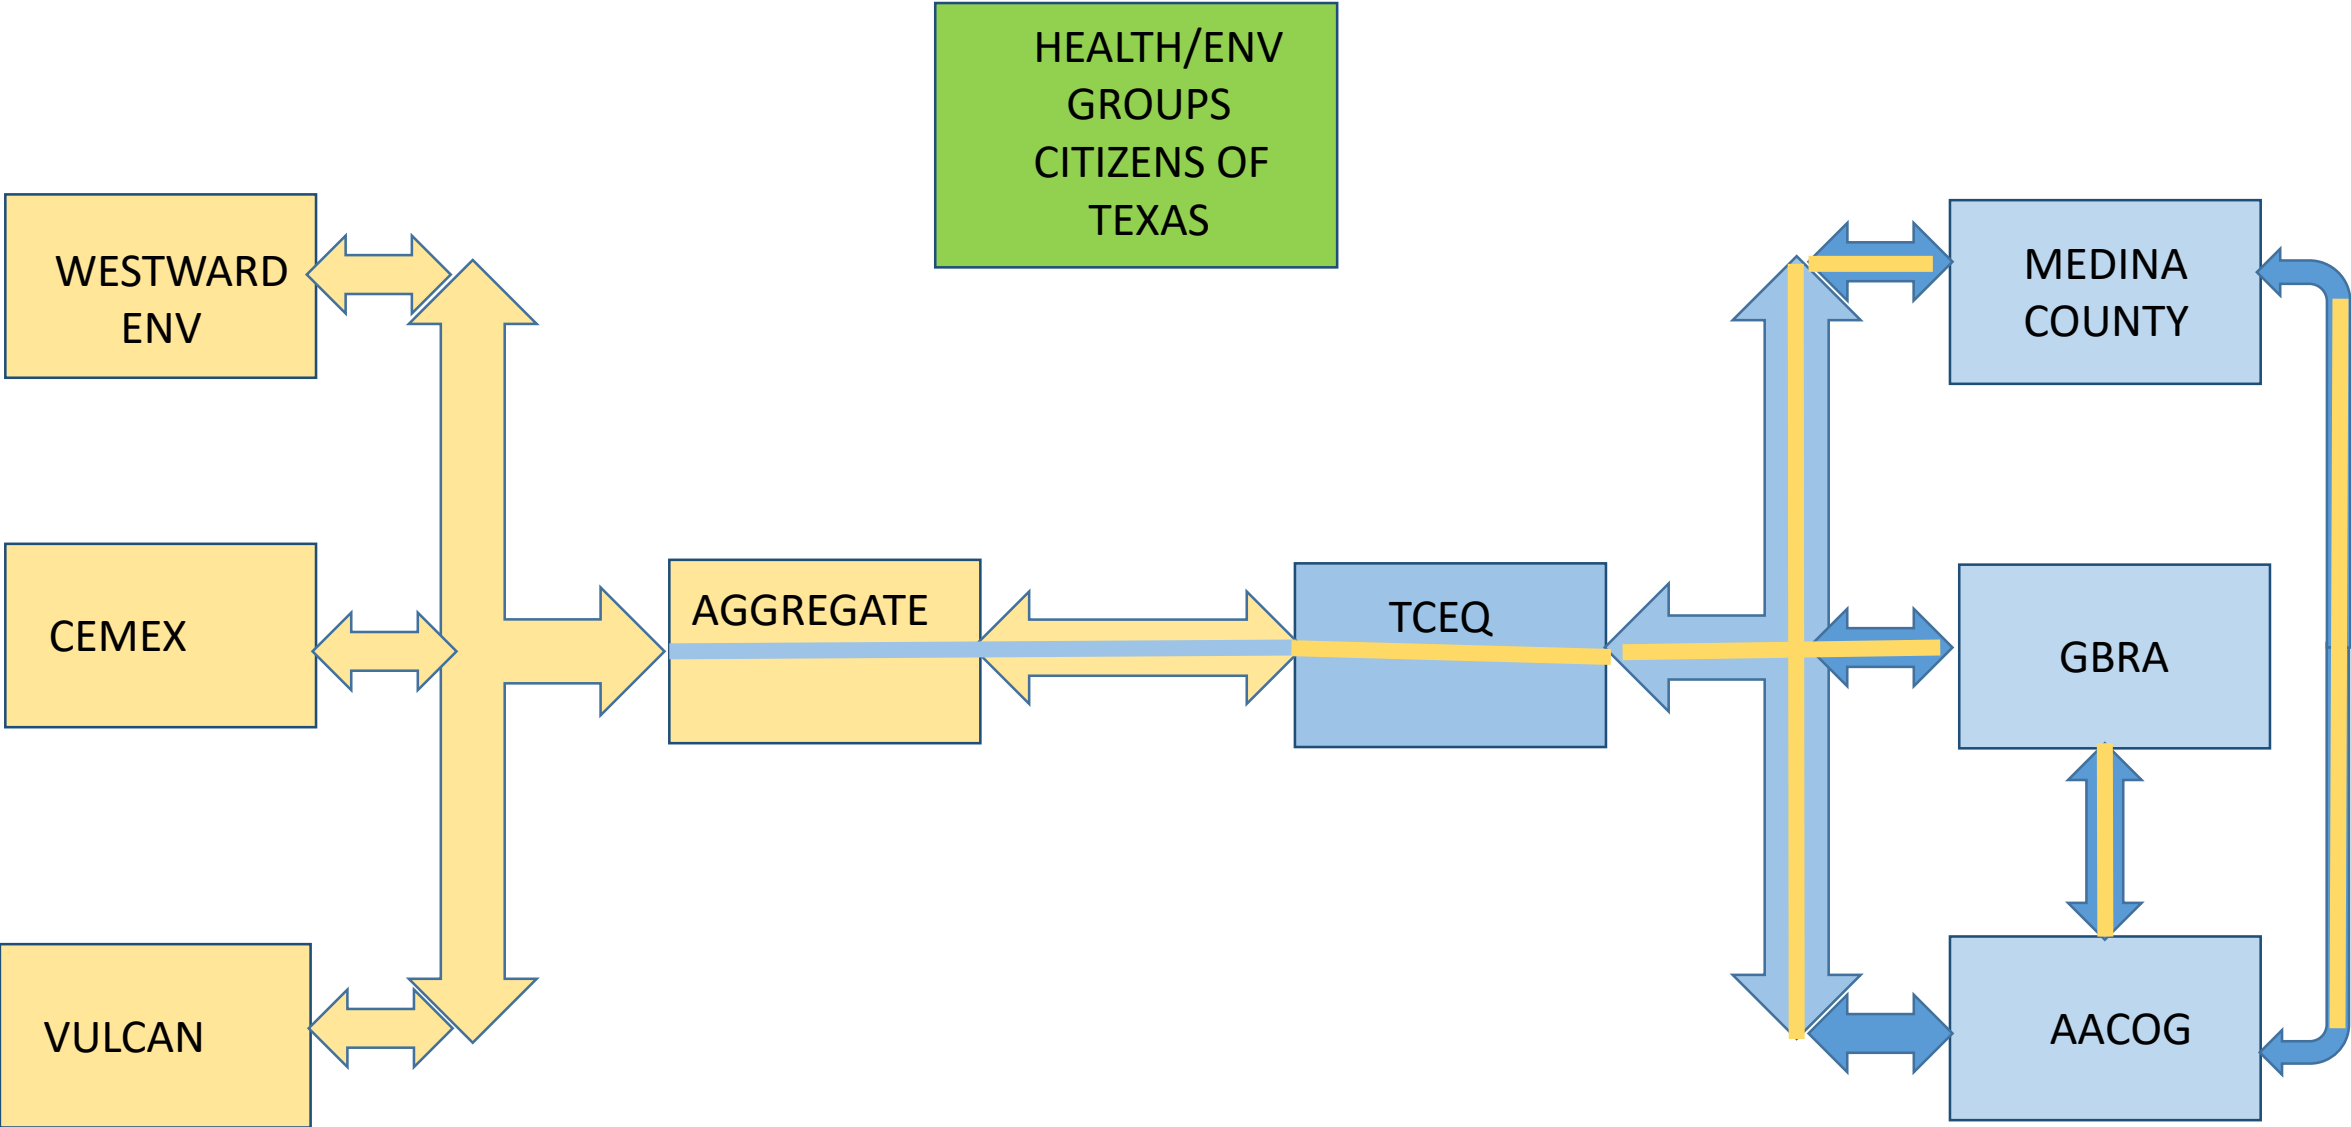 HEALTH/ENV
GROUPS
CITIZENS OF
TEXAS
WESTWARD
ENV
MEDINA
COUNTY
AGGREGATE
TCEQ
CEMEX
GBRA
VULCAN
AACOG